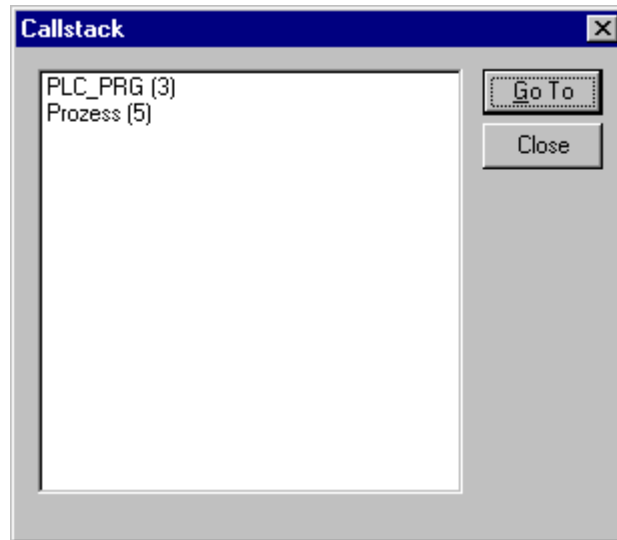 Callstack
PLC_PRG (3)
Prozess (5)
Go To
Close